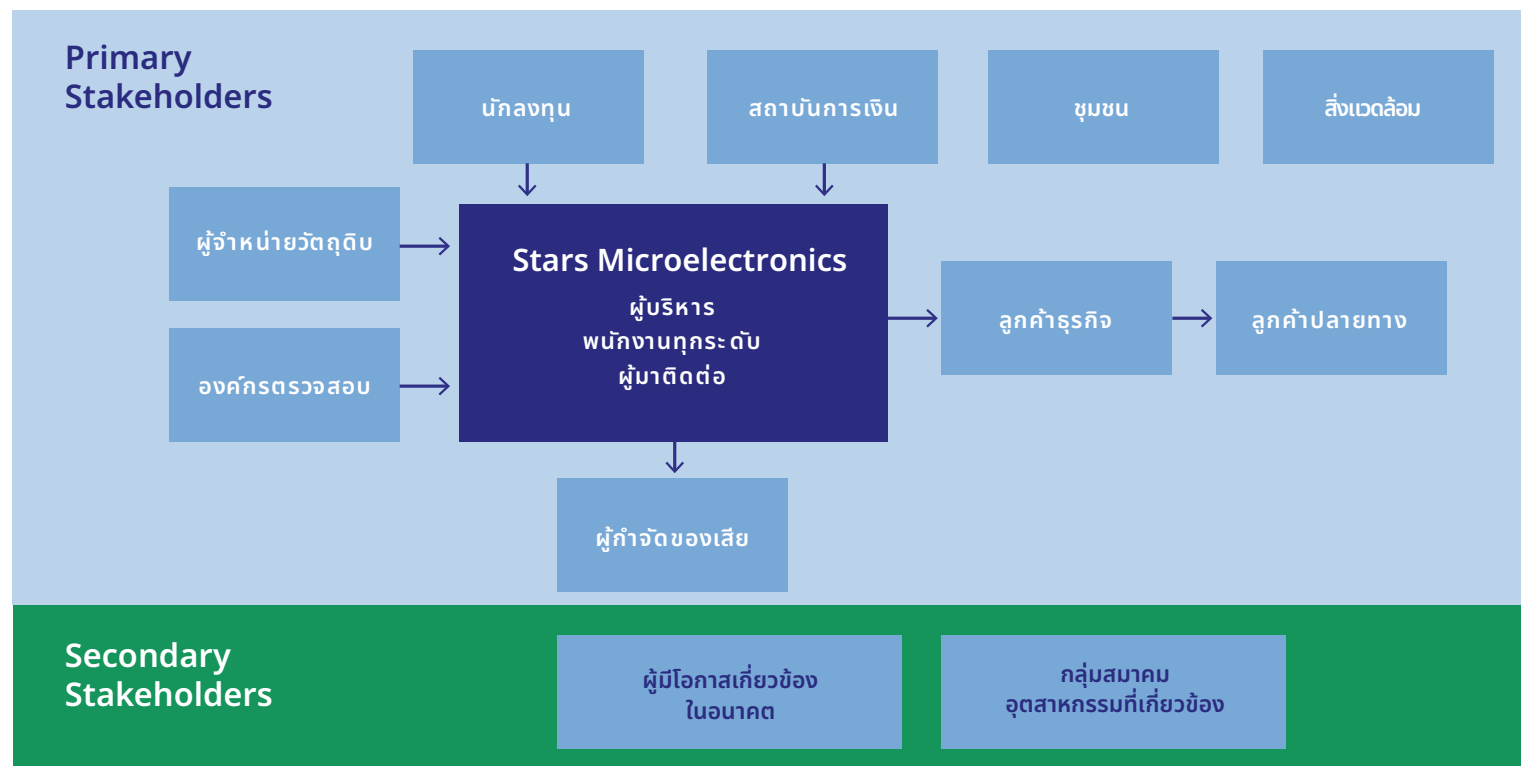 Primary
Stakeholders
นักลงทุน
สถาบันการเงิน
ชุมชน
สิ่งแวดล้อม
ผู้จำหน่ายวัตถุดิบ
องค์กรตรวจสอบ
Stars Microelectronics
ผู้บริหาร
พนักงานทุกระดับ
ผู้มาติดต่อ
ลูกค้าธุรกิจ
ลูกค้าปลายทาง
ผู้กำจัดของเสีย
Secondary
Stakeholders
ผู้มีโอกาสเกี่ยวข้อง
ในอนาคต
กลุ่มสมาคม
อุตสาหกรรมที่เกี่ยวข้อง